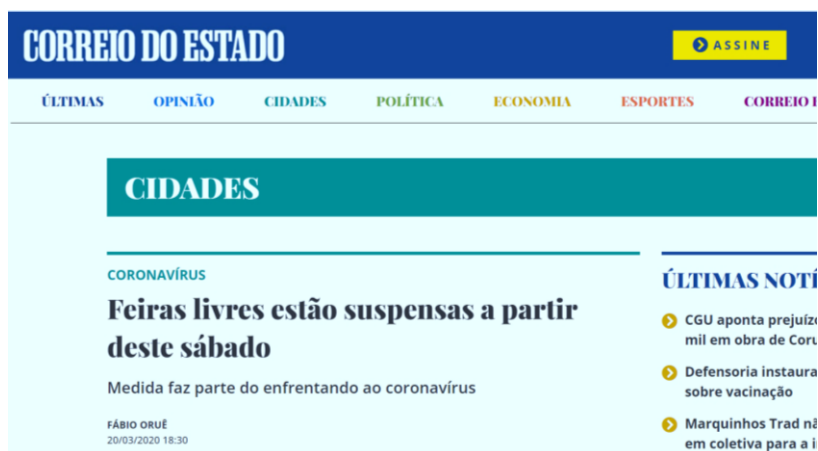 CORREIO DO ESTADO
ASSINE
ÚLTIMAS OPINIÃO CIDADES POLÍTICA ECONOMIA ESPORTES CORREIO
CIDADES
CORONAVÍRUS
Feiras livres estão suspensas a partir
deste sábado
Medida faz parte do enfrentando ao coronavírus
FÁBIO ORUÊ
20/03/2020 18:30
ÚLTIMAS
CGU aponta
mil em obra de
Defensoria instaura
sobre vacinação
Marquinhos Trad
em coletiva para a